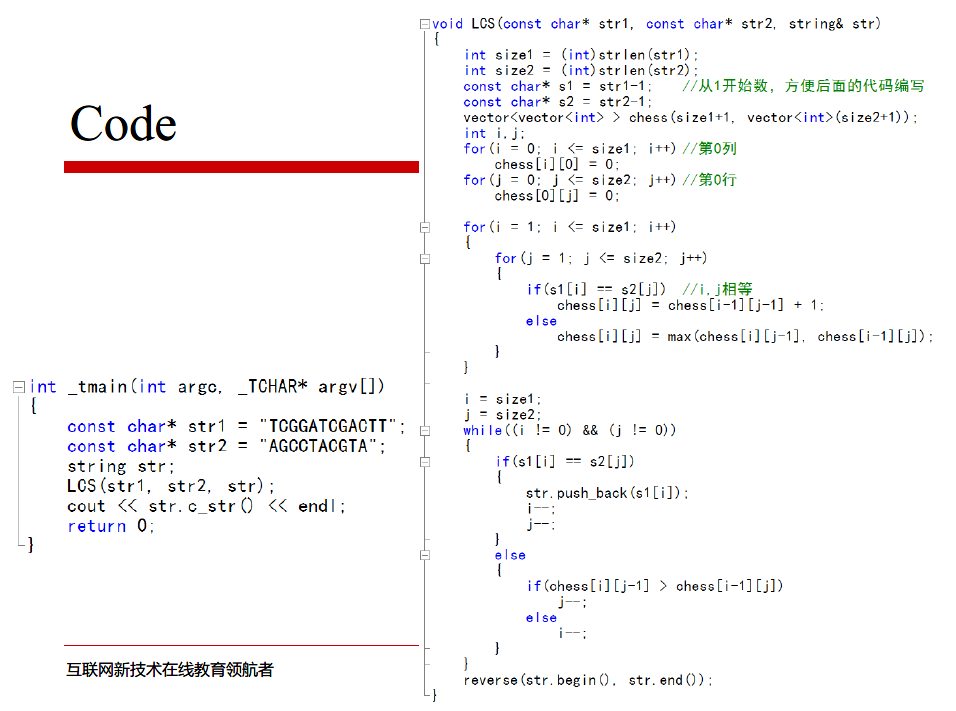 Code
int _tmain(int argc, _TCHAR* argv[])
{
    const char* str1 = "TCGGATCGACTT";
    const char* str2 = "AGCCTACGTA";
    string str;
    LCS(str1, str2, str);
    cout << str.c_str() << endl;
    return 0;
}
互联网新技术在线教育领航者
void LCS(const char* str1, const char* str2, string& str)
{
    int size1 = (int)strlen(str1);
    int size2 = (int)strlen(str2);
    const char* s1 = str1-1;    //从1开始数，方便后面的代码编写
    const char* s2 = str2-1;
    vector<vector<int> > chess(size1+1, vector<int>(size2+1));
    int i,j;
    for(i = 0; i <= size1; i++) //第0列
        chess[i][0] = 0;
    for(j = 0; j <= size2; j++) //第0行
        chess[0][j] = 0;
    for(i = 1; i <= size1; i++)
    {
        for(j = 1; j <= size2; j++)
        {
            if(s1[i] == s2[j])  //i,j相等
                chess[i][j] = chess[i-1][j-1] + 1;
            else
                chess[i][j] = max(chess[i][j-1], chess[i-1][j]);
        }
    }
    i = size1;
    j = size2;
    while((i != 0) && (j != 0))
    {
        if(s1[i] == s2[j])
        {
            str.push_back(s1[i]);
            i--;
            j--;
        }
        else
        {
            if(chess[i][j-1] > chess[i-1][j])
                j--;
            else
                i--;
        }
    }
    reverse(str.begin(), str.end());
}